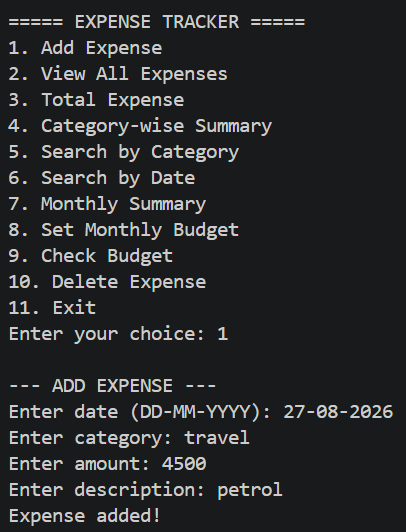 ===== EXPENSE TRACKER =====
1. Add Expense
2. View All Expenses
3. Total Expense
4. Category-wise Summary
5. Search by Category
6. Search by Date
7. Monthly Summary
8. Set Monthly Budget
9. Check Budget
10. Delete Expense
11. Exit
Enter your choice: 1

--- ADD EXPENSE ---
Enter date (DD-MM-YYYY): 27-08-2026
Enter category: travel
Enter amount: 4500
Enter description: petrol
Expense added!